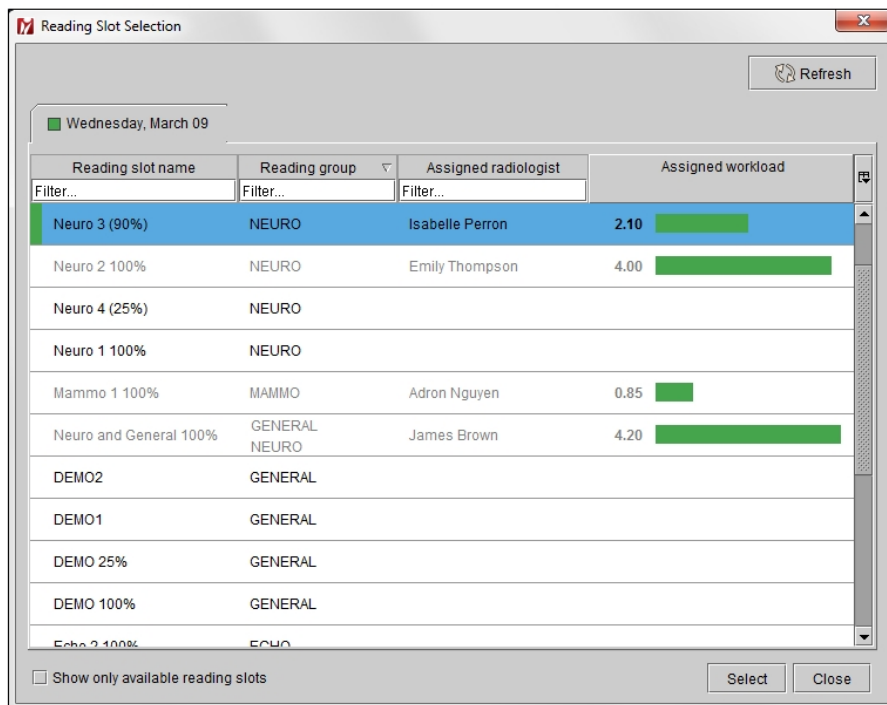 Reading Slot Selection
Refresh
Wednesday, March 09
Reading slot name Reading group Assigned radiologist Assigned workload
Filter... Filter... Filter...
Neuro 3 (90%) NEURO Isabelle Perron 2.10
Neuro 2 100% NEURO Emily Thompson 4.00
Neuro 4 (25%) NEURO
Neuro 1 100% NEURO
Mammo 1 100% MAMMO Adron Nguyen 0.85
Neuro and General 100% GENERAL NEURO James Brown 4.20
DEMO2 GENERAL
DEMO1 GENERAL
DEMO 25% GENERAL
DEMO 100% GENERAL
Echo 2 100% ECHO
Show only available reading slots Select Close